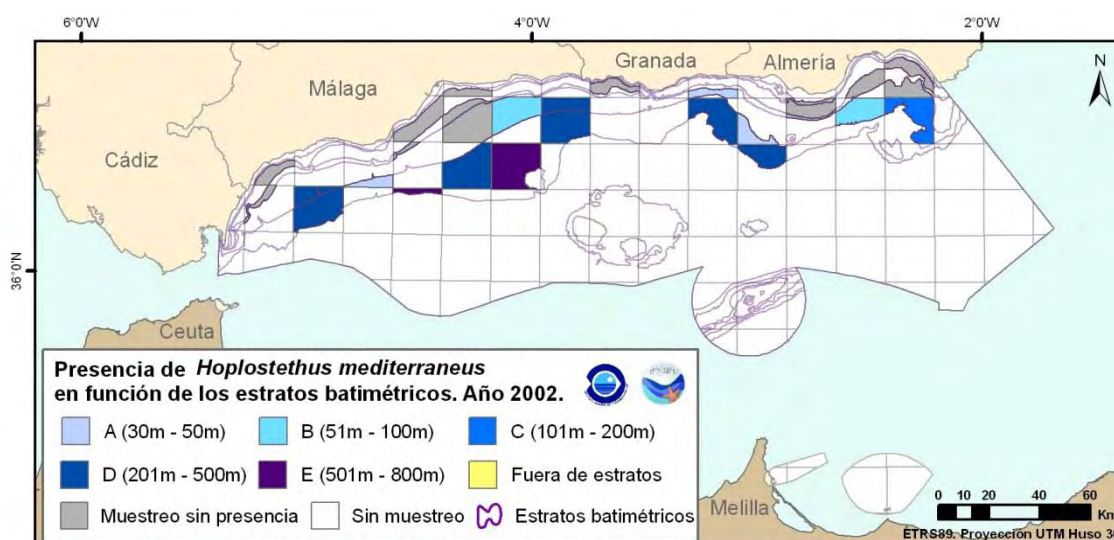 6°0'W 4°0'W 2°0'W
Granada Almería N
Málaga
Cádiz
36°0'N
Ceuta
Presencia de Hoplostethus mediterraneus
en función de los estratos batimétricos. Año 2002.
A (30m - 50m) B (51m - 100m) C (101m - 200m)
D (201m - 500m) E (501m - 800m) Fuera de estratos
Muestreo sin presencia Sin muestreo Estratos batimétricos
Melilla
0 10 20 40 60
Km
ETRS89. Proyección UTM Huso 3